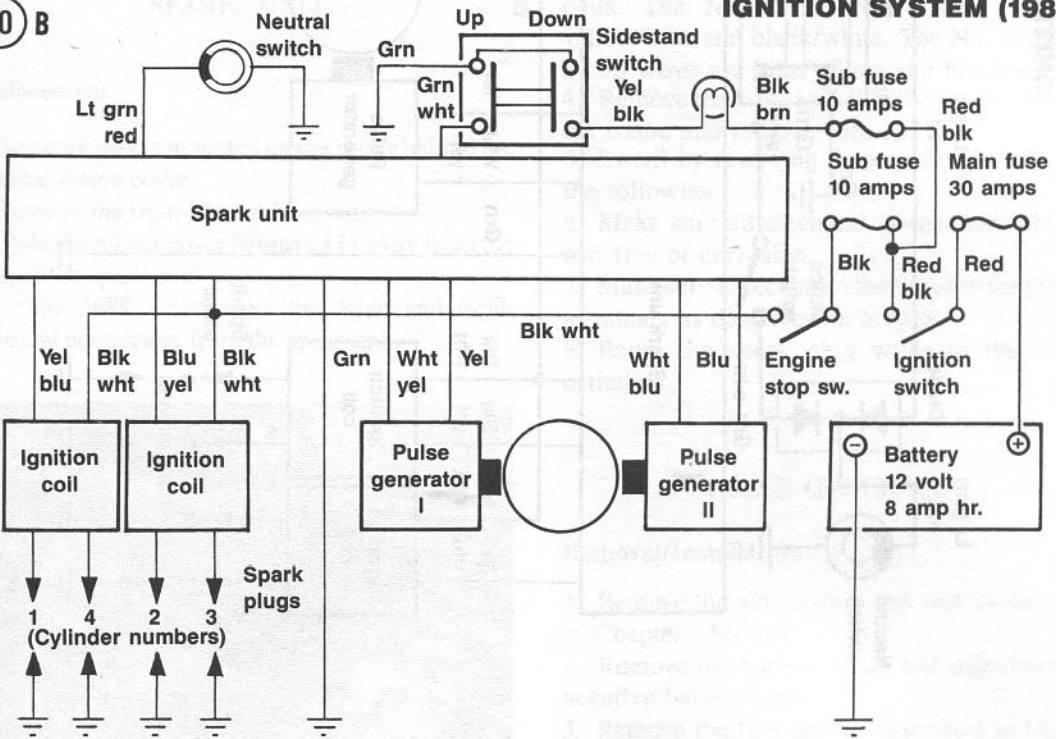 0 B
IGNITION SYSTEM (198
Neutral
switch
Up
Down
Grn
Sidestand
switch
Grn
wht
Yel
blk
Blk
brn
Sub fuse
10 amps
Red
blk
Lt grn
red
Sub fuse
10 amps
Main fuse
30 amps
Spark unit
Blk
Red
blk
Red
Yel
blu
Blk
wht
Blu
yel
Blk
wht
Grn
Wht
yel
Yel
Blk wht
Wht
blu
Blu
Engine
stop sw.
Ignition
switch
Ignition
coil
Ignition
coil
Pulse
generator
I
Pulse
generator
II
Battery
12 volt
8 amp hr.
Spark
plugs
1 4 2 3
(Cylinder numbers)